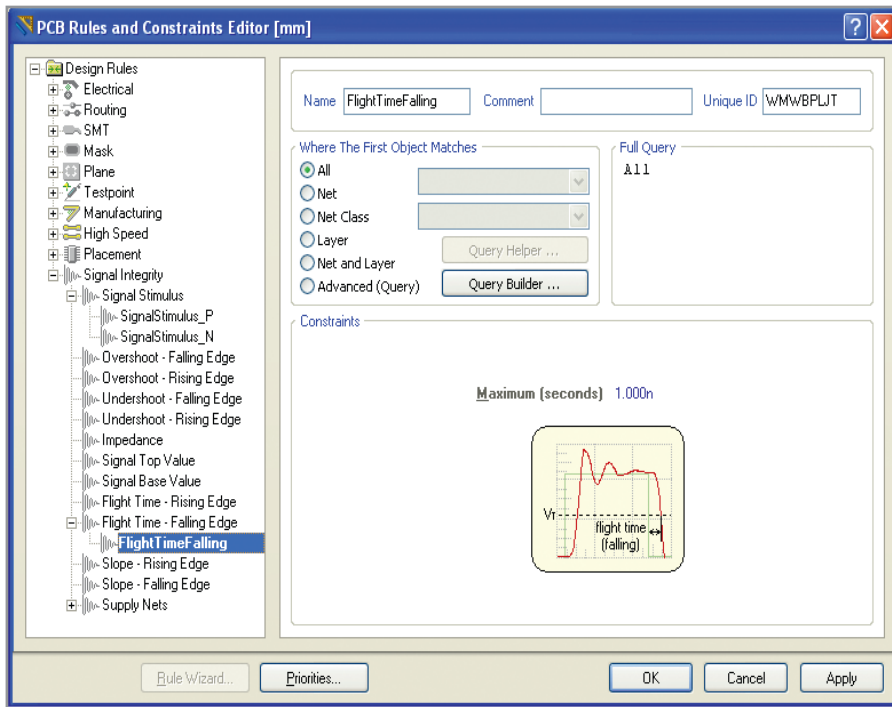 PCB Rules and Constraints Editor [mm]
Design Rules
Electrical
Routing
SMT
Mask
Plane
Testpoint
Manufacturing
High Speed
Placement
Signal Integrity
Signal Stimulus
SignalStimulus_P
SignalStimulus_N
Overshoot - Falling Edge
Overshoot - Rising Edge
Undershoot - Falling Edge
Undershoot - Rising Edge
Impedance
Signal Top Value
Signal Base Value
Flight Time - Rising Edge
Flight Time - Falling Edge
FlightTimeFalling
Slope - Rising Edge
Slope - Falling Edge
Supply Nets
Name FlightTimeFalling Comment Unique ID WMWBPLJT
Where The First Object Matches
All
Net
Net Class
Layer
Net and Layer
Advanced (Query)
Query Helper ...
Query Builder ...
Full Query
All
Constraints
Maximum (seconds) 1.000n
VT
flight time
(falling)
Rule Wizard... Priorities... OK Cancel Apply